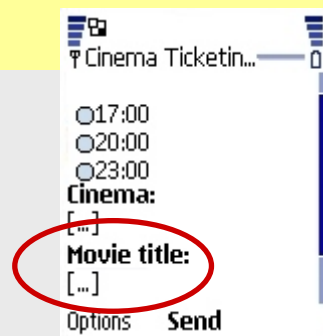 Cinema Ticketin...
17:00
20:00
23:00
Cinema:
[...]
Movie title:
[...]
Options Send